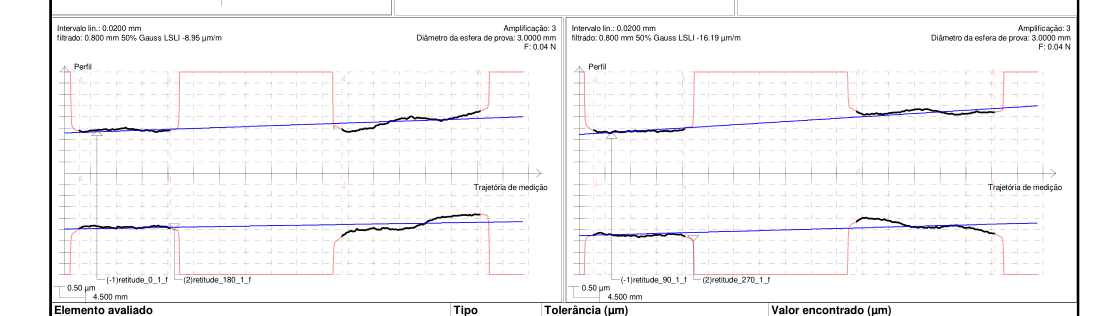 Intervalo lin.: 0.0200 mm
Amplificação: 3
filtrado: 0.800 mm 50% Gauss LSLI -8.95 µm/m
Diâmetro da esfera de prova: 3.0000 mm
F: 0.04 N
Perfil
Trajetória de medição
(-1)retitude_0_1_f
(2)retitude_180_1_f
0.50 µm
4.500 mm
Intervalo lin.: 0.0200 mm
Amplificação: 3
filtrado: 0.800 mm 50% Gauss LSLI -16.19 µm/m
Diâmetro da esfera de prova: 3.0000 mm
F: 0.04 N
Perfil
Trajetória de medição
(-1)retitude_90_1_f
(2)retitude_270_1_f
0.50 µm
4.500 mm
Elemento avaliado
Tipo
Tolerância (µm)
Valor encontrado (µm)